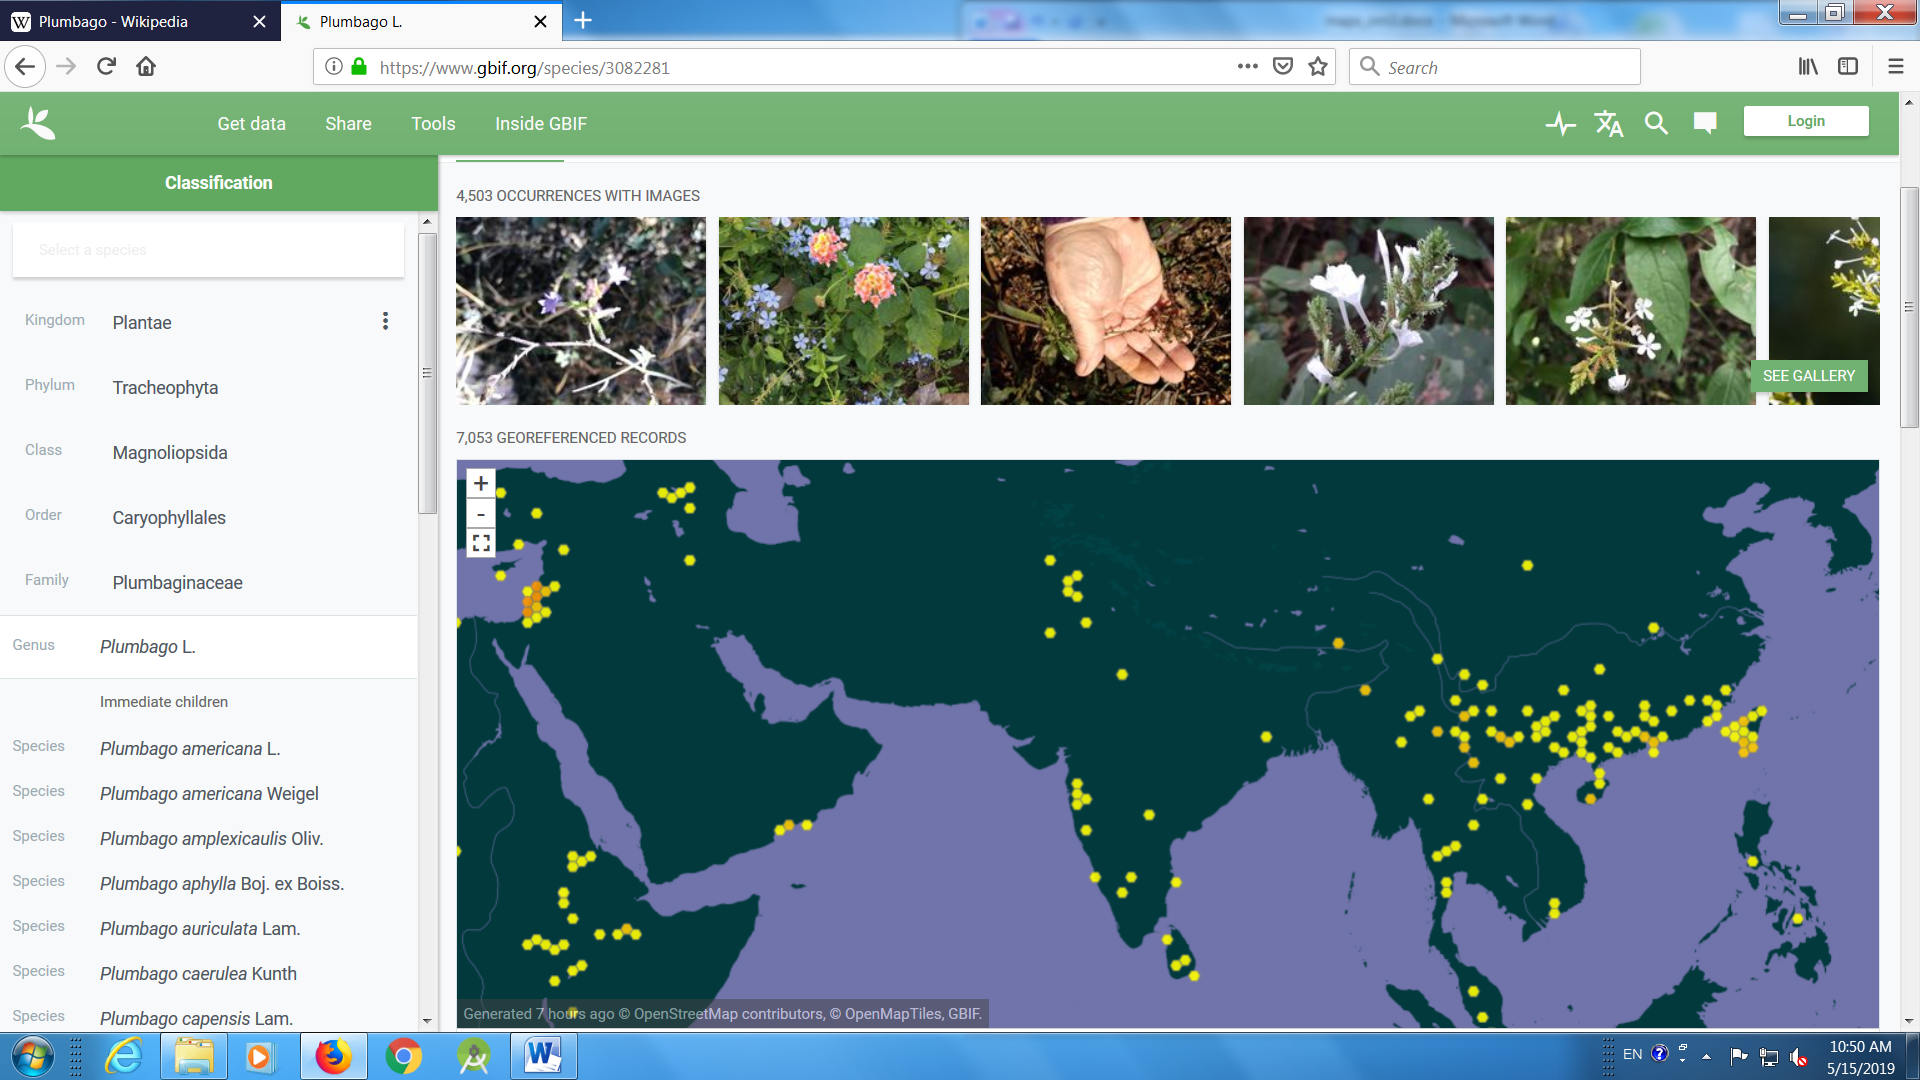 Plumbago - Wikipedia
Plumbago L.
https://www.gbif.org/species/3082281
Search
Get data
Share
Tools
Inside GBIF
Login
Classification
Select a species
Kingdom Plantae
Phylum Tracheophyta
Class Magnoliopsida
Order Caryophyllales
Family Plumbaginaceae
Genus Plumbago L.
Immediate children
Species Plumbago americana L.
Species Plumbago americana Weigel
Species Plumbago amplexicaulis Oliv.
Species Plumbago aphylla Boj. ex Boiss.
Species Plumbago auriculata Lam.
Species Plumbago caerulea Kunth
Species Plumbago capensis Lam.
4,503 OCCURRENCES WITH IMAGES
SEE GALLERY
7,053 GEOREFERENCED RECORDS
+
-
Generated 7 hours ago © OpenStreetMap contributors, © OpenMapTiles, GBIF.
EN
10:50 AM
5/15/2019